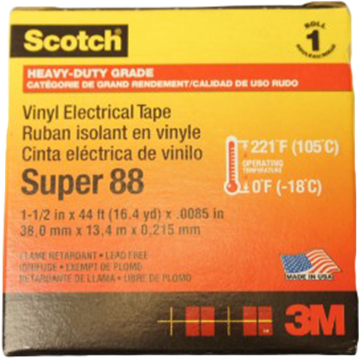 Scotch
ROLL
1
HEAVY-DUTY GRADE
CATÉGORIE DE GRAND RENDEMENT/CALIDAD DE USO RUDO
Vinyl Electrical Tape
Ruban isolant en vinyle
Cinta eléctrica de vinilo
Super 88
221°F (105°C)
OPERATING
TEMPERATURE
0°F (-18°C)
1-1/2 in x 44 ft (16.4 yd) x .0085 in
38,0 mm x 13,4 m x 0,215 mm
FLAME RETARDANT • LEAD FREE
IGNIFUGE • EXEMPT DE PLOMB
RETARDANTE DE LLAMA • LIBRE DE PLOMO
MADE IN USA
3M